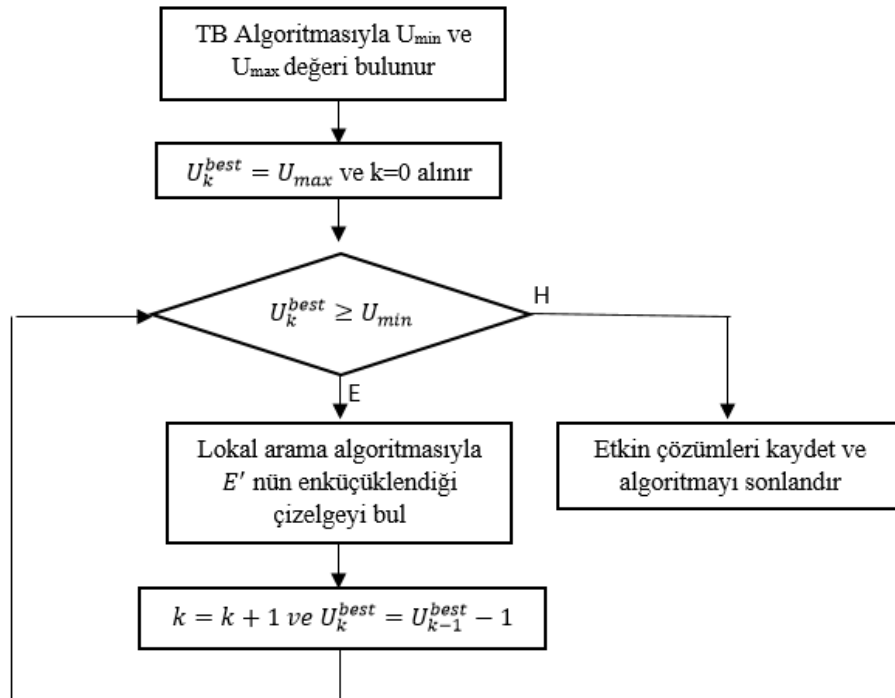 TB Algoritmasıyla U_min ve
U_max değeri bulunur
U_k^best = U_max ve k=0 alınır
U_k^best ≥ U_min
H
E
Lokal arama algoritmasıyla
E' nün enküçüklendiği
çizelgeyi bul
Etkin çözümleri kaydet ve
algoritmayı sonlandır
k = k + 1 ve U_k^best = U_{k-1}^best − 1